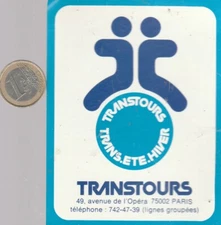 TRANSTOURS
TRANS.ETE.HIVER
TRANSTOURS
49, avenue de l'Opéra 75002 PARIS
téléphone : 742-47-39 (lignes groupées)